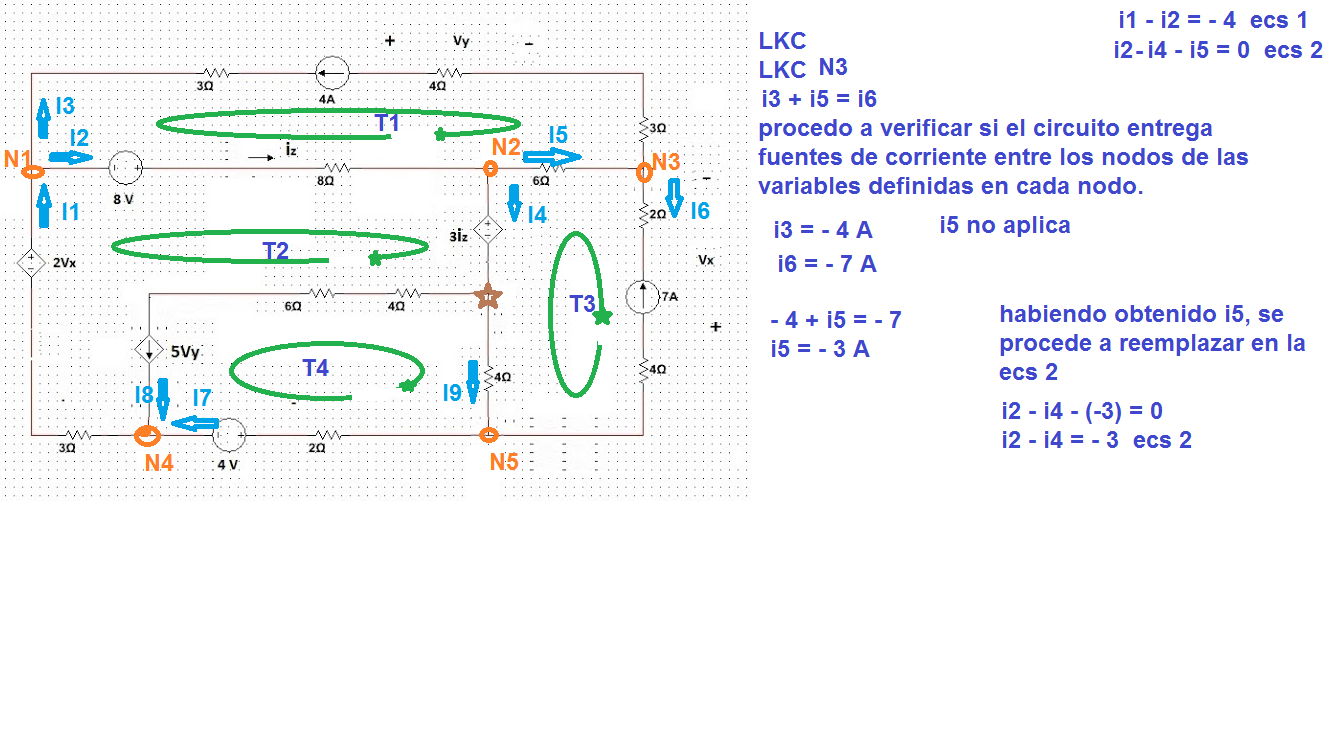 + Vy –
3Ω
4A
4Ω
I3
T1
3Ω
I2
iz
N2
I5
N1
N3
8Ω
6Ω
–
I1
8 V
I4
2Ω
I6
T2
3iz
2Vx
+
–
Vx
6Ω
4Ω
T3
7A
+
5Vy
T4
I8
I7
I9
4Ω
4Ω
3Ω
N4
– +
4 V
2Ω
N5
LKC
LKC N3
i3 + i5 = i6
procedo a verificar si el circuito entrega
fuentes de corriente entre los nodos de las
variables definidas en cada nodo.
i3 = - 4 A
i5 no aplica
i6 = - 7 A
- 4 + i5 = - 7
i5 = - 3 A
i1 - i2 = - 4 ecs 1
i2- i4 - i5 = 0 ecs 2
habiendo obtenido i5, se
procede a reemplazar en la
ecs 2
i2 - i4 - (-3) = 0
i2 - i4 = - 3 ecs 2